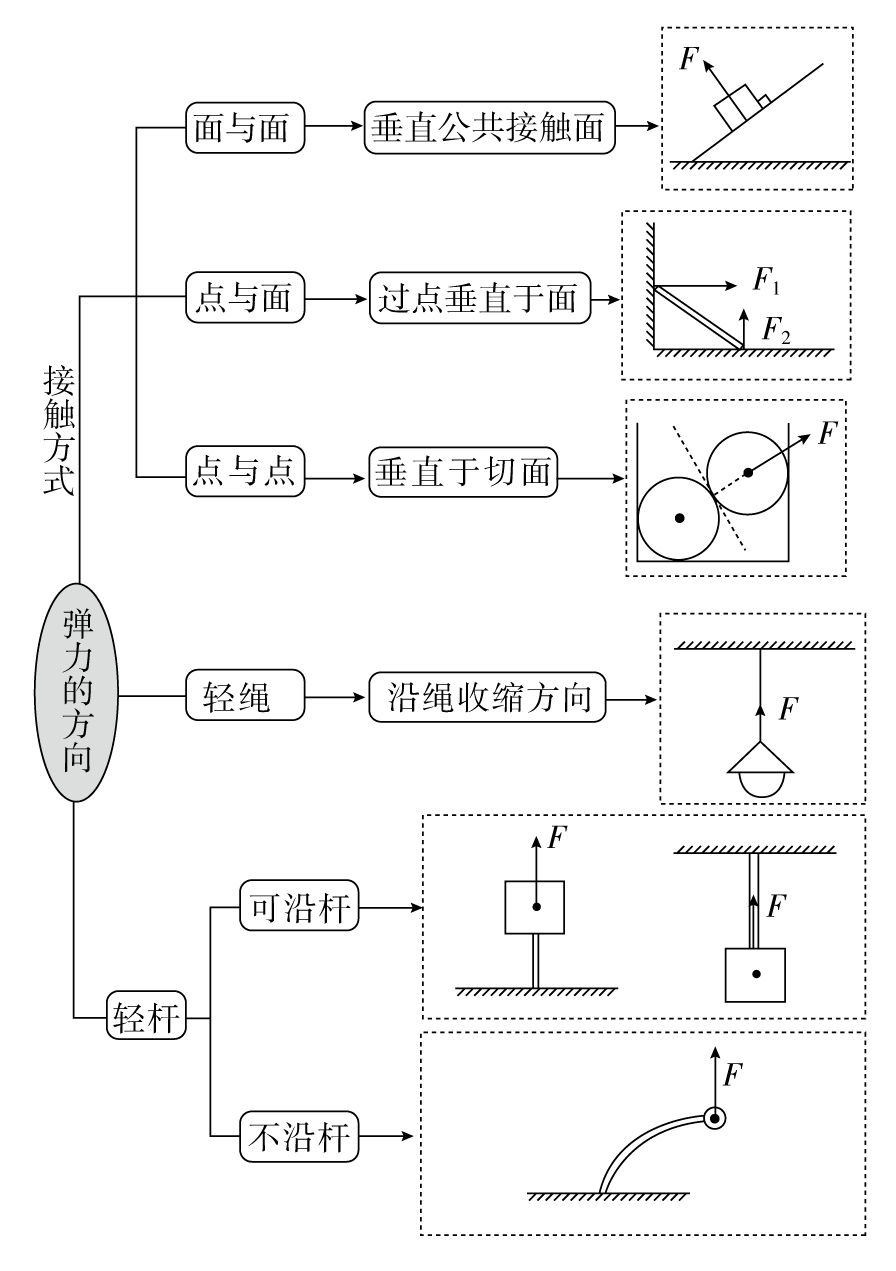 F
面与面
垂直公共接触面
点与面
过点垂直于面
F1
F2
接触方式
点与点
垂直于切面
F
弹力的方向
轻绳
沿绳收缩方向
F
F
可沿杆
F
轻杆
F
不沿杆